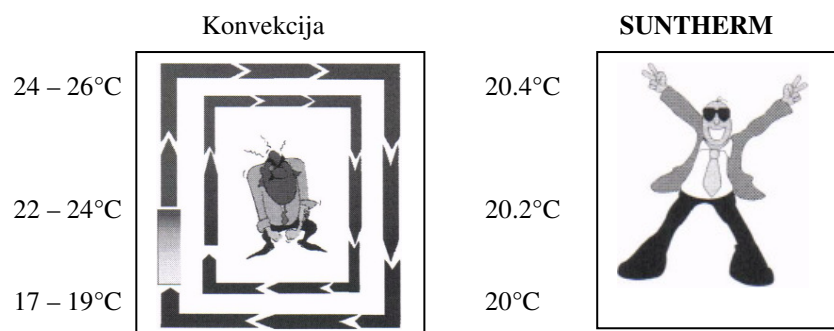 Konvekcija SUNTHERM
24 – 26°C 20.4°C
22 – 24°C 20.2°C
17 – 19°C 20°C